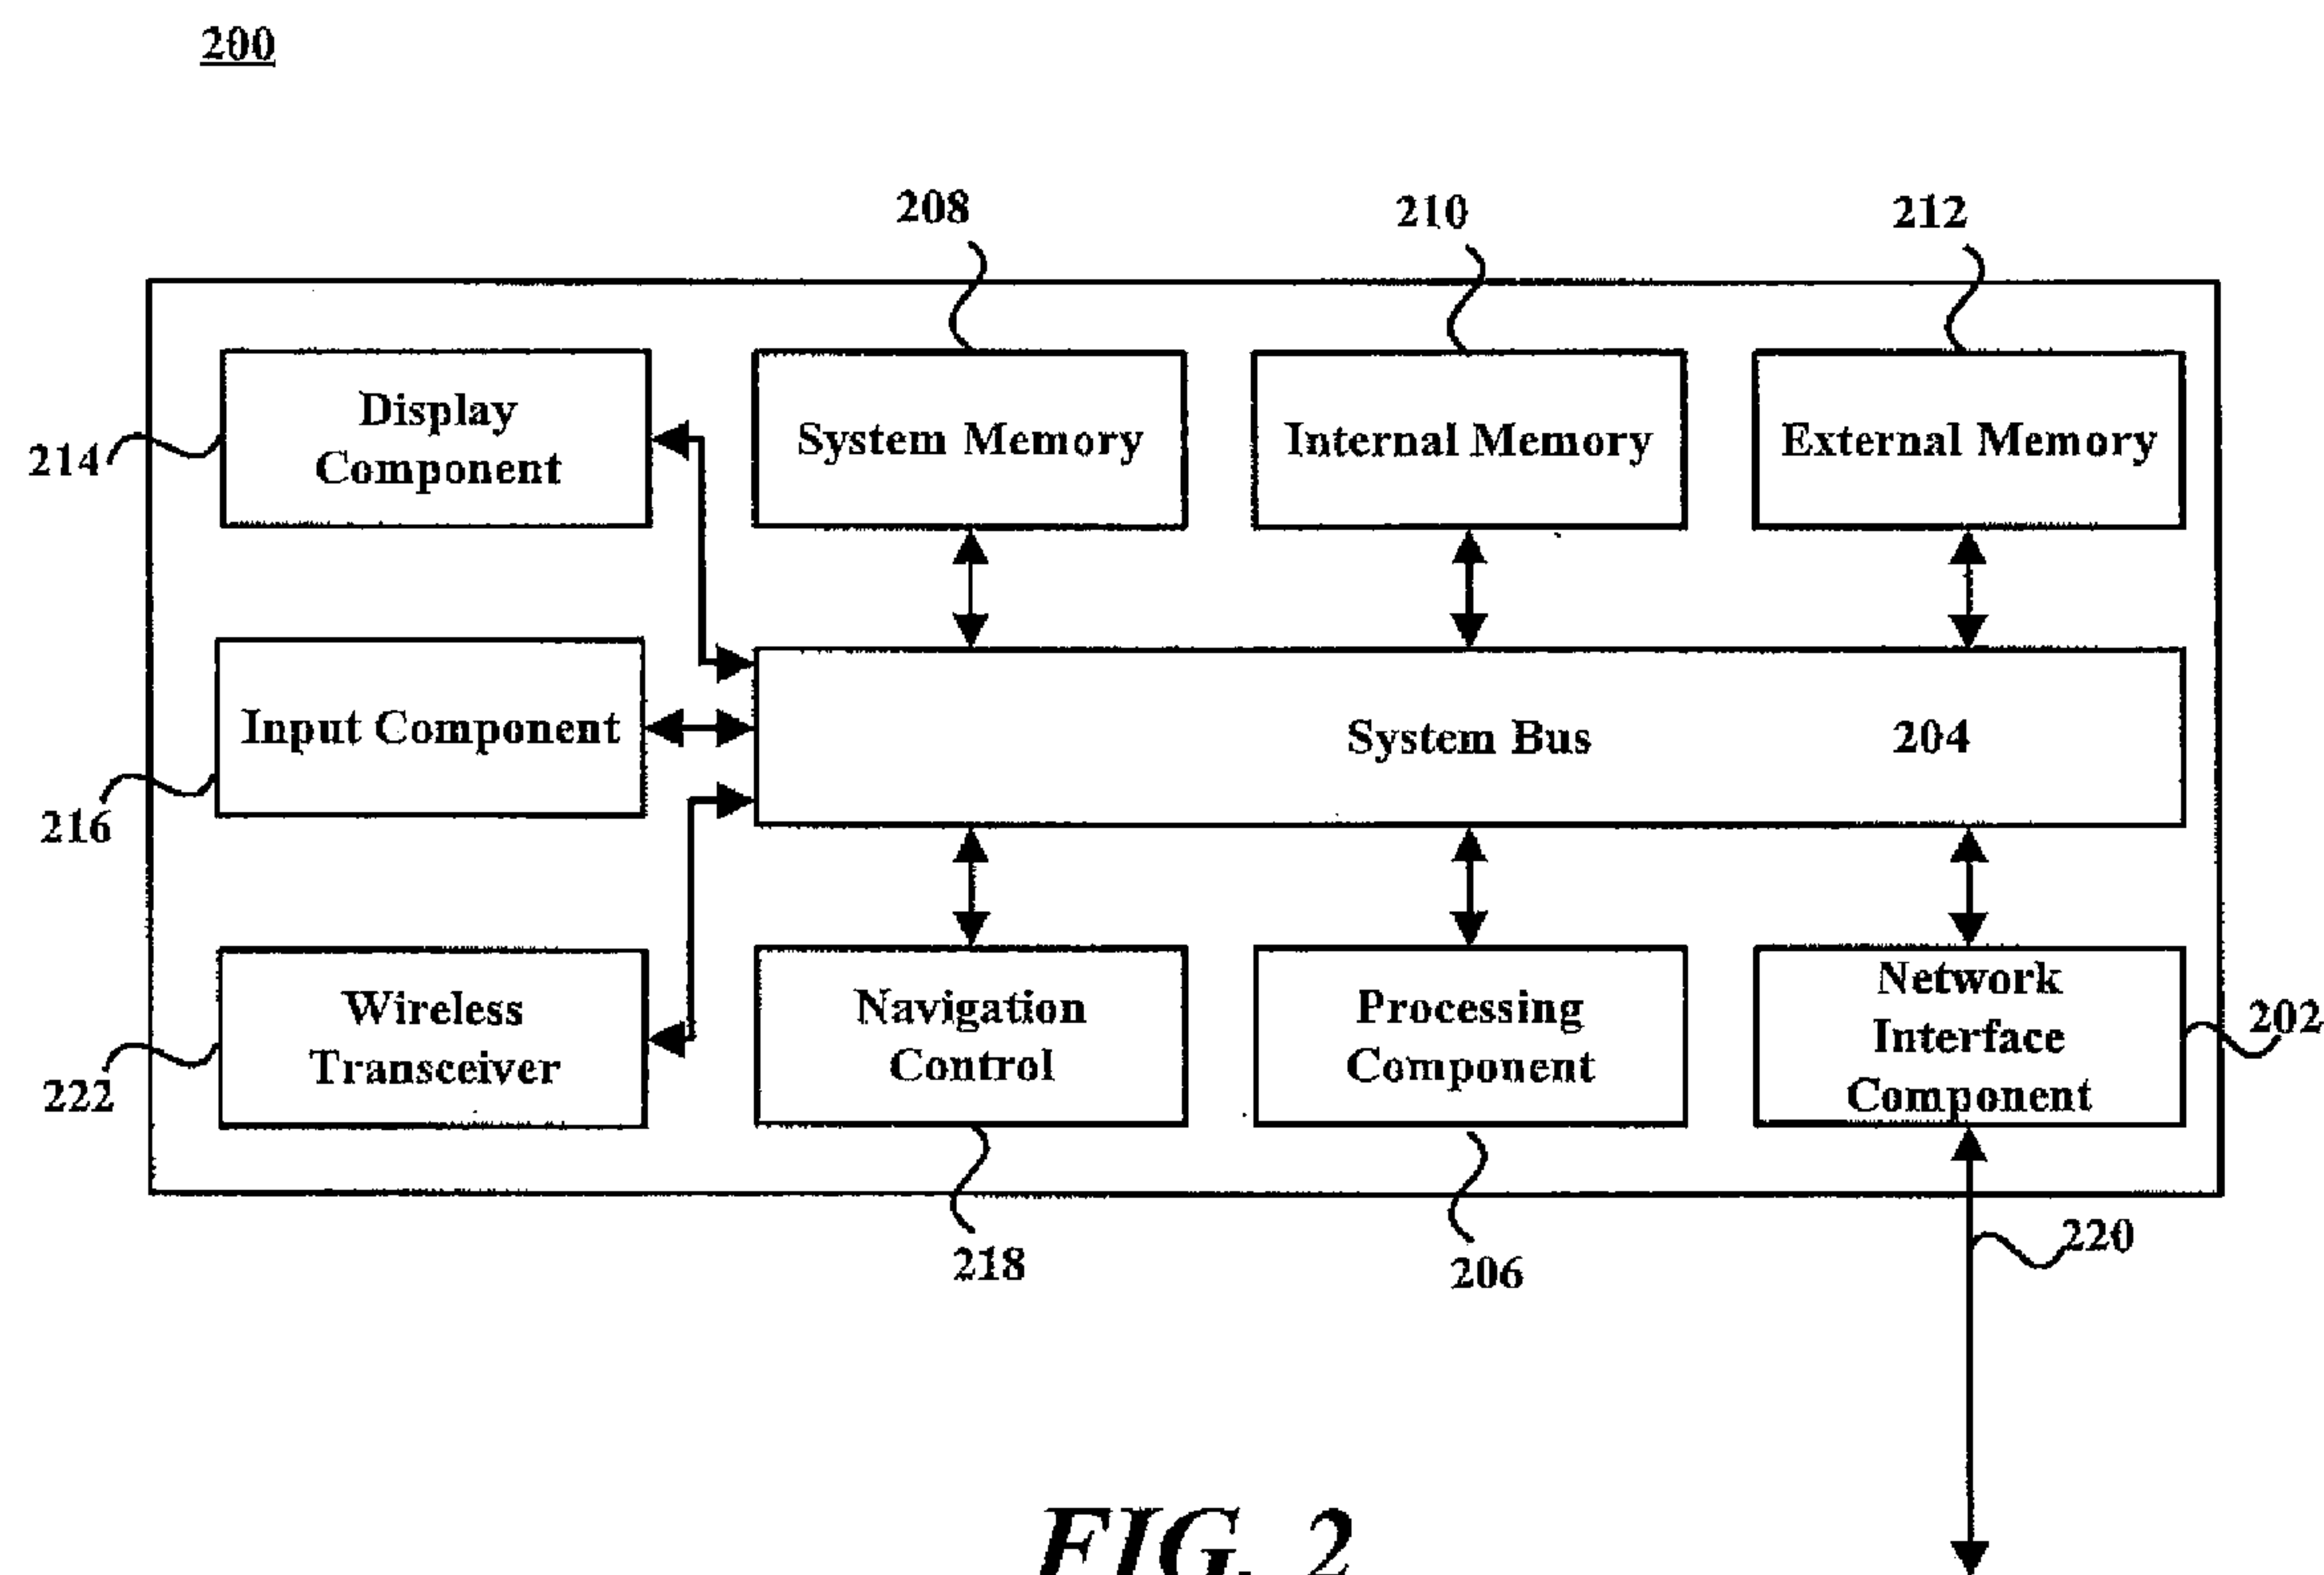 200
208
210
212
Display
Component
System Memory
Internal Memory
External Memory
214
Input Component
System Bus
204
216
Wireless
Transceiver
Navigation
Control
Processing
Component
Network
Interface
Component
202
222
218
206
220
FIG. 2